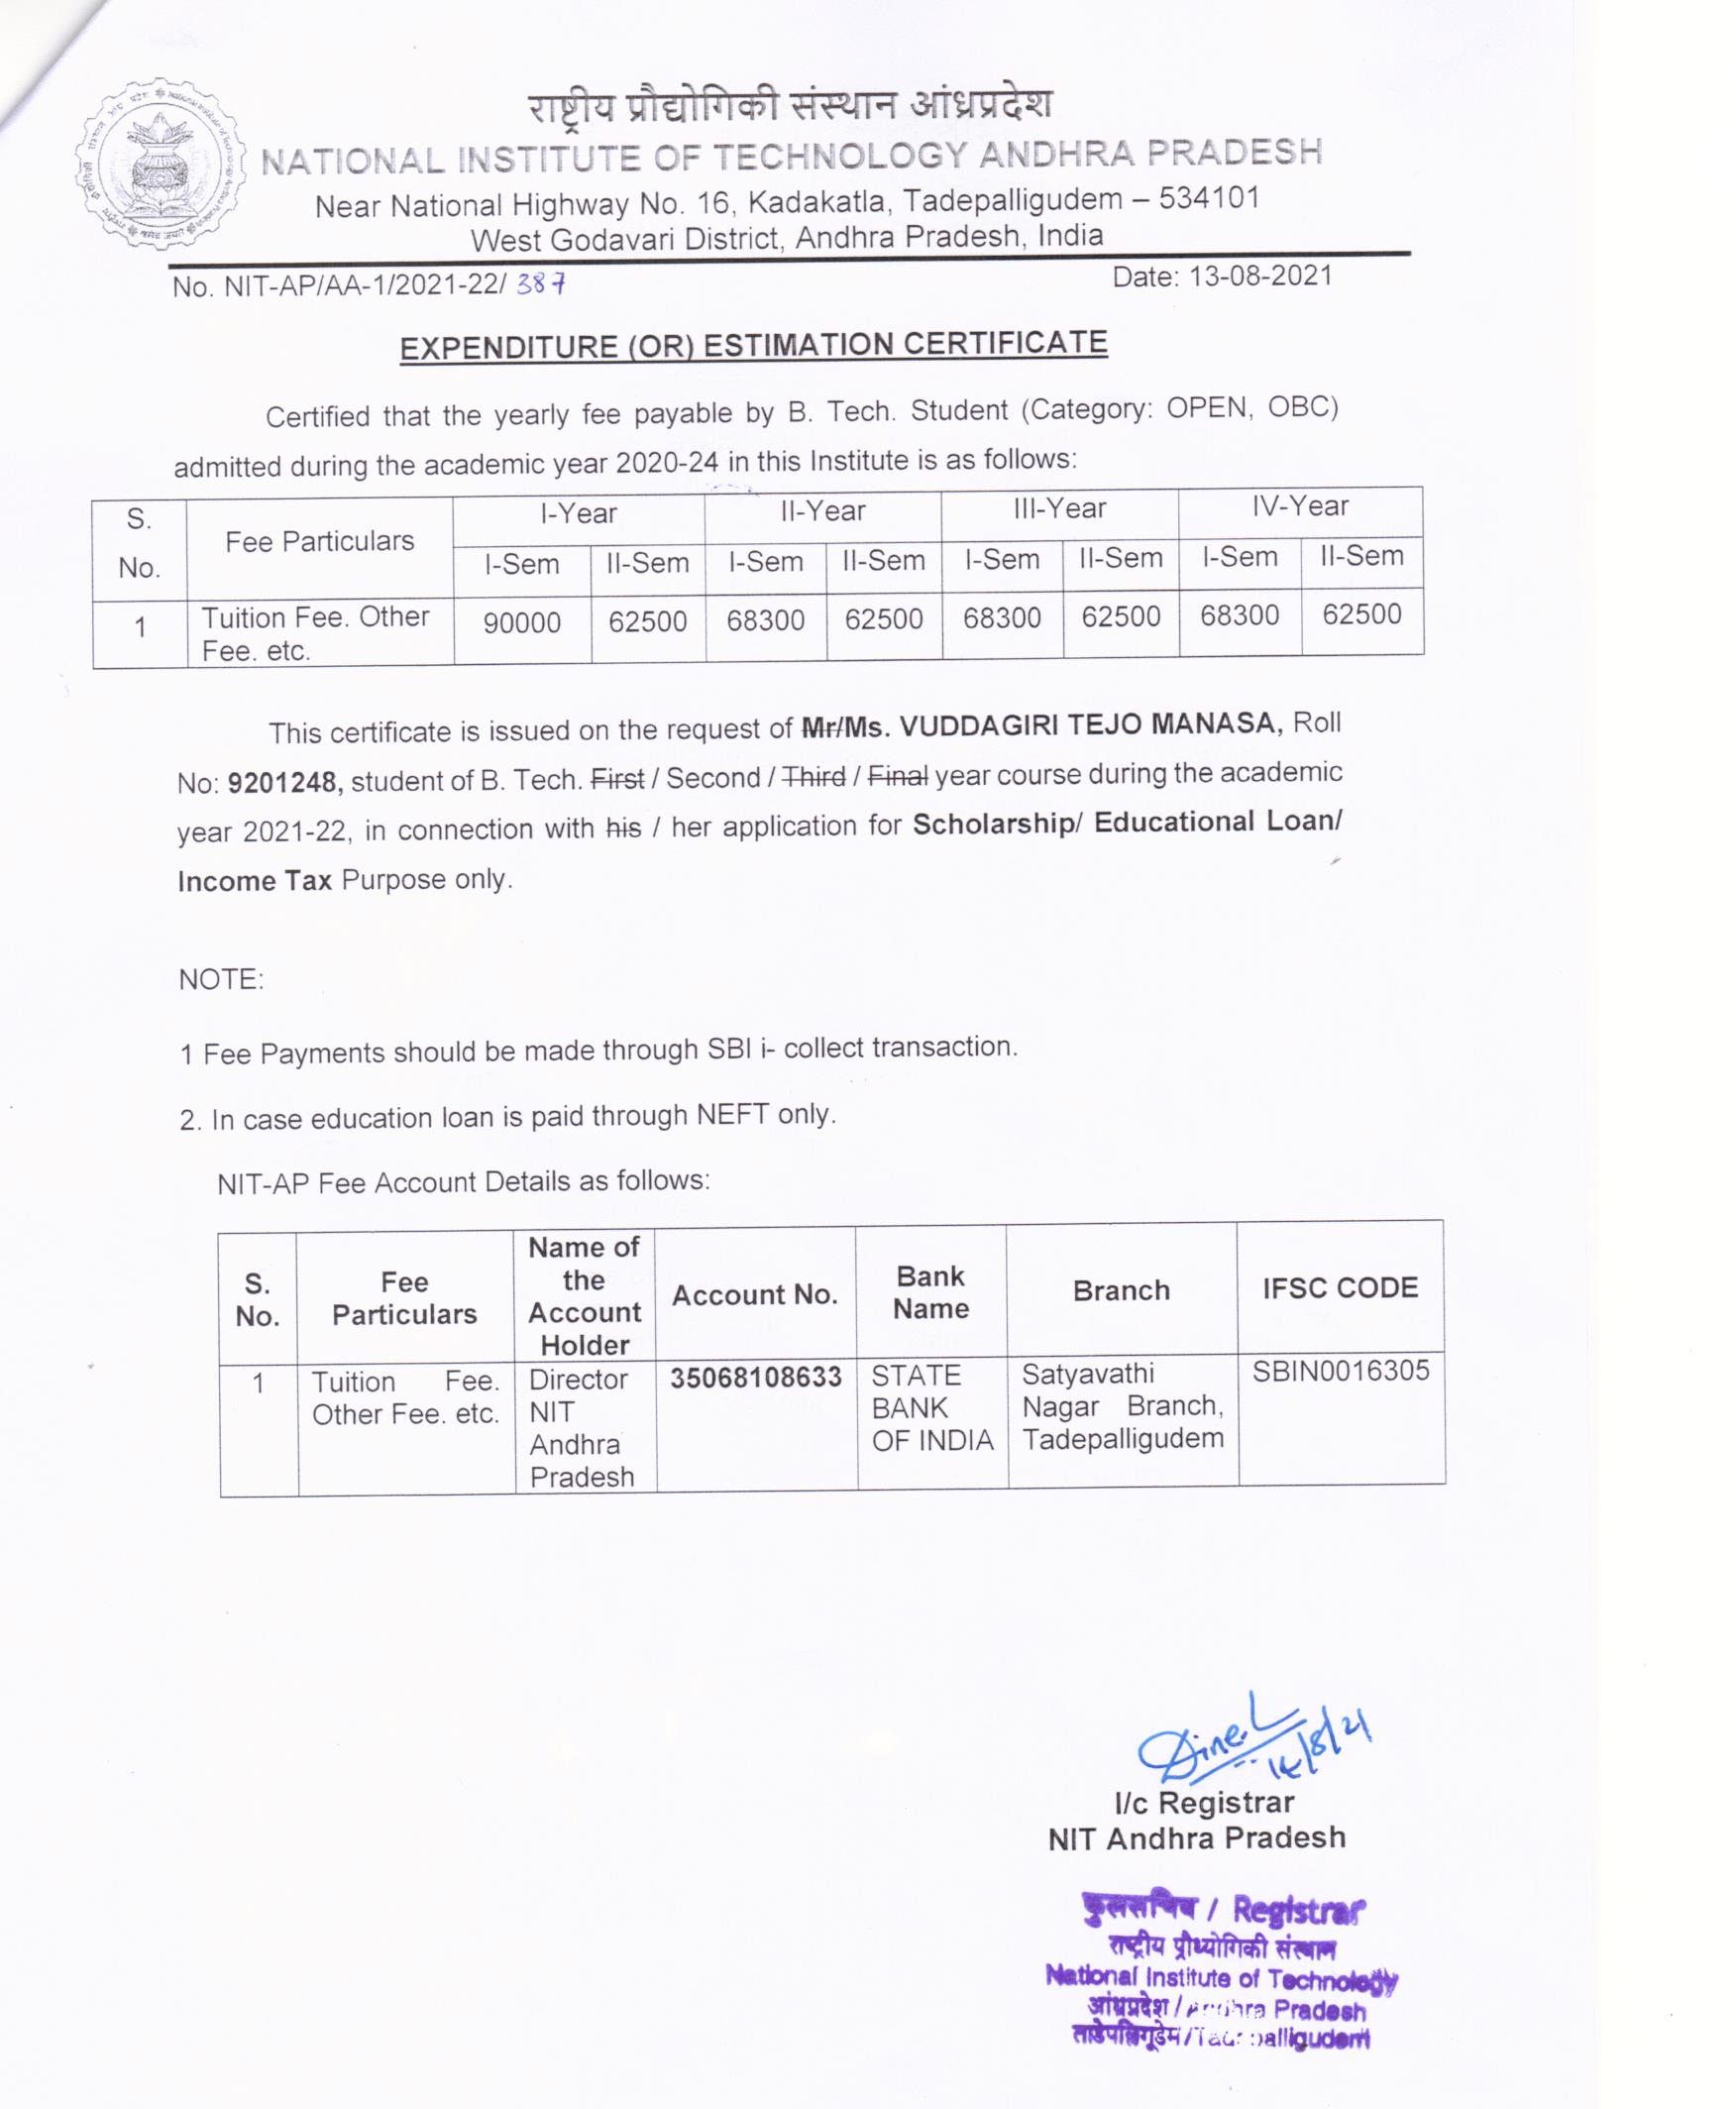 राष्ट्रीय प्रौद्योगिकी संस्थान आंध्रप्रदेश
NATIONAL INSTITUTE OF TECHNOLOGY ANDHRA PRADESH
Near National Highway No. 16, Kadakatla, Tadepalligudem – 534101
West Godavari District, Andhra Pradesh, India
No. NIT-AP/AA-1/2021-22/ 387 Date: 13-08-2021
EXPENDITURE (OR) ESTIMATION CERTIFICATE
Certified that the yearly fee payable by B. Tech. Student (Category: OPEN, OBC)
admitted during the academic year 2020-24 in this Institute is as follows:
S. No. Fee Particulars I-Year II-Year III-Year IV-Year
I-Sem II-Sem I-Sem II-Sem I-Sem II-Sem I-Sem II-Sem
1 Tuition Fee. Other Fee. etc. 90000 62500 68300 62500 68300 62500 68300 62500
This certificate is issued on the request of Mr/Ms. VUDDAGIRI TEJO MANASA, Roll
No: 9201248, student of B. Tech. First / Second / Third / Final year course during the academic
year 2021-22, in connection with his / her application for Scholarship/ Educational Loan/
Income Tax Purpose only.
NOTE:
1 Fee Payments should be made through SBI i- collect transaction.
2. In case education loan is paid through NEFT only.
NIT-AP Fee Account Details as follows:
S. No. Fee Particulars Name of the Account Holder Account No. Bank Name Branch IFSC CODE
1 Tuition Fee. Other Fee. etc. Director NIT Andhra Pradesh 35068108633 STATE BANK OF INDIA Satyavathi Nagar Branch, Tadepalligudem SBIN0016305
14/8/21
I/c Registrar
NIT Andhra Pradesh
कुलसचिव / Registrar
राष्ट्रीय प्रौध्योगिकी संस्थान
National Institute of Technology
आंध्रप्रदेश / Andhra Pradesh
ताडेपल्लिगूडेम / Tadepalligudem